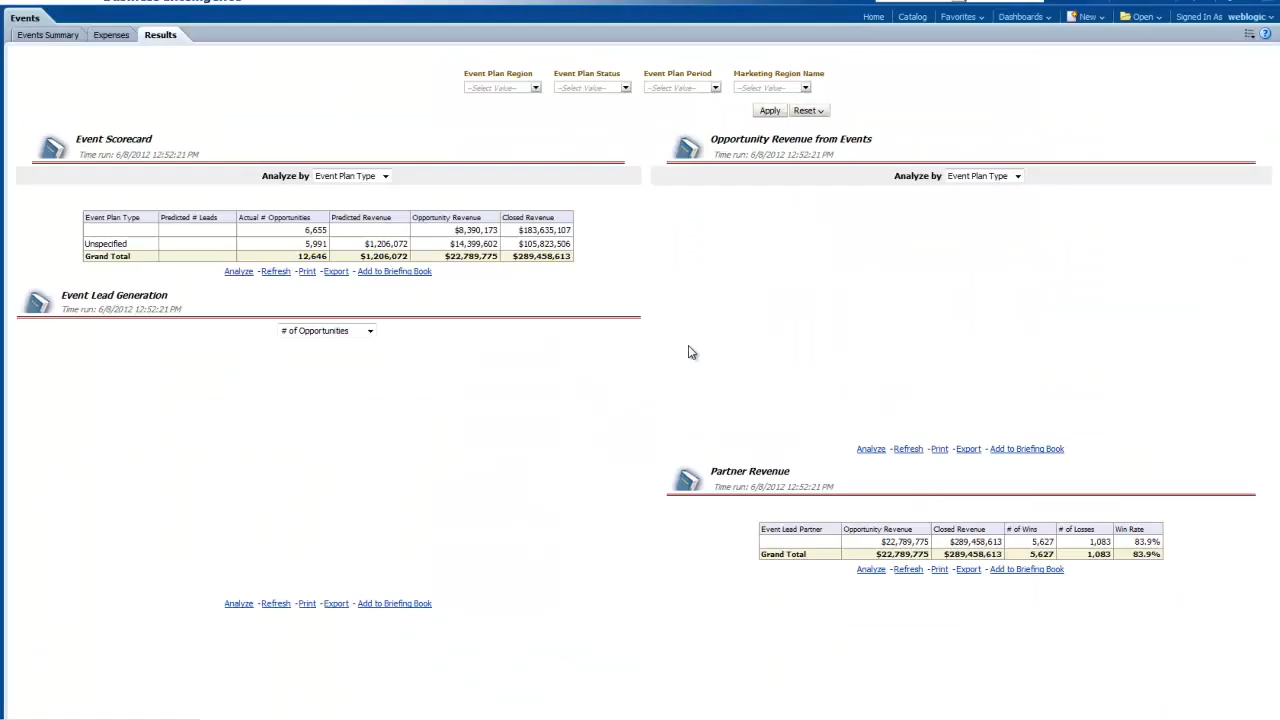 Business Intelligence
Events
Home Catalog Favorites Dashboards New Open Signed In As weblogic
Events Summary Expenses Results
Event Plan Region Event Plan Status Event Plan Period Marketing Region Name
--Select Value-- --Select Value-- --Select Value-- --Select Value--
Apply Reset
Event Scorecard
Time run: 6/8/2012 12:52:21 PM
Analyze by Event Plan Type
Event Plan Type Predicted # Leads Actual # Opportunities Predicted Revenue Opportunity Revenue Closed Revenue
6,655 $8,390,173 $183,635,107
Unspecified 5,991 $1,206,072 $14,399,602 $105,823,506
Grand Total 12,646 $1,206,072 $22,789,775 $289,458,613
Analyze - Refresh - Print - Export - Add to Briefing Book
Event Lead Generation
Time run: 6/8/2012 12:52:21 PM
# of Opportunities
Analyze - Refresh - Print - Export - Add to Briefing Book
Opportunity Revenue from Events
Time run: 6/8/2012 12:52:21 PM
Analyze by Event Plan Type
Analyze - Refresh - Print - Export - Add to Briefing Book
Partner Revenue
Time run: 6/8/2012 12:52:21 PM
Event Lead Partner Opportunity Revenue Closed Revenue # of Wins # of Losses Win Rate
$22,789,775 $289,458,613 5,627 1,083 83.9%
Grand Total $22,789,775 $289,458,613 5,627 1,083 83.9%
Analyze - Refresh - Print - Export - Add to Briefing Book